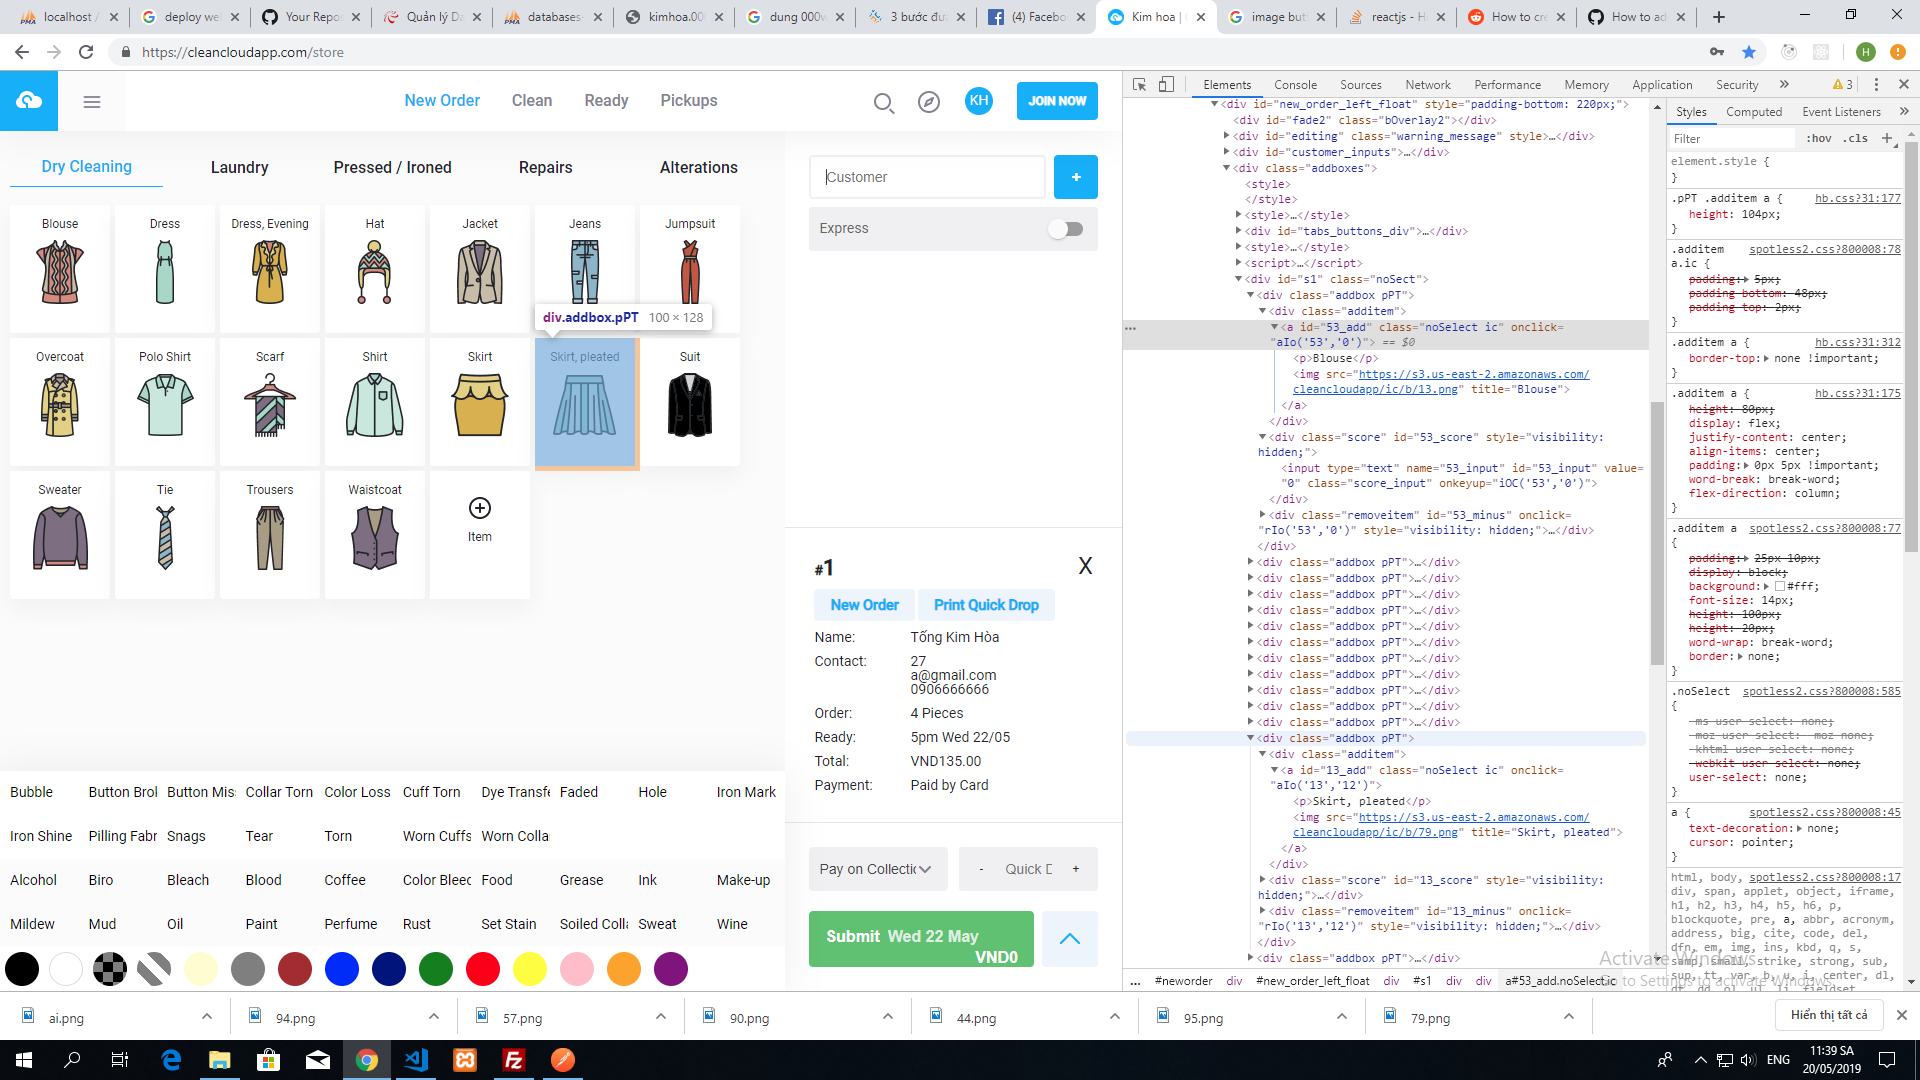 localhost /
deploy we
Your Repos
Quản lý Da
databases
kimhoa.00
dung 000w
3 bước đư
(4) Facebo
Kim hoa |
image but
reactjs - H
How to cre
How to ad
https://cleancloudapp.com/store
H
New Order
Clean
Ready
Pickups
KH
JOIN NOW
Dry Cleaning
Laundry
Pressed / Ironed
Repairs
Alterations
Blouse
Dress
Dress, Evening
Hat
Jacket
Jeans
Jumpsuit
div.addbox.pPT 100 × 128
Overcoat
Polo Shirt
Scarf
Shirt
Skirt
Skirt, pleated
Suit
Sweater
Tie
Trousers
Waistcoat
Item
Bubble
Button Brol
Button Mis
Collar Torn
Color Loss
Cuff Torn
Dye Transfe
Faded
Hole
Iron Mark
Iron Shine
Pilling Fabr
Snags
Tear
Torn
Worn Cuffs
Worn Colla
Alcohol
Biro
Bleach
Blood
Coffee
Color Bleed
Food
Grease
Ink
Make-up
Mildew
Mud
Oil
Paint
Perfume
Rust
Set Stain
Soiled Colla
Sweat
Wine
Customer
+
Express
#1
X
New Order
Print Quick Drop
Name: Tống Kim Hòa
Contact: 27
a@gmail.com
0906666666
Order: 4 Pieces
Ready: 5pm Wed 22/05
Total: VND135.00
Payment: Paid by Card
Pay on Collectic
- Quick D +
Submit Wed 22 May
VND0
Elements
Console
Sources
Network
Performance
Memory
Application
Security
»
3
<div id="new_order_left_float" style="padding-bottom: 220px;">
<div id="fade2" class="bOverlay2"></div>
<div id="editing" class="warning_message" style>…</div>
<div id="customer_inputs">…</div>
<div class="addboxes">
<style>
</style>
<style>…</style>
<div id="tabs_buttons_div">…</div>
<style>…</style>
<script>…</script>
<div id="s1" class="noSect">
<div class="addbox pPT">
<div class="additem">
<a id="53_add" class="noSelect ic" onclick=
"aIo('53','0')"> == $0
<p>Blouse</p>
<img src="https://s3.us-east-2.amazonaws.com/
cleancloudapp/ic/b/13.png" title="Blouse">
</a>
</div>
<div class="score" id="53_score" style="visibility:
hidden;">
<input type="text" name="53_input" id="53_input" value=
"0" class="score_input" onkeyup="iOC('53','0')">
</div>
<div class="removeitem" id="53_minus" onclick=
"rIo('53','0')" style="visibility: hidden;">…</div>
</div>
<div class="addbox pPT">…</div>
<div class="addbox pPT">…</div>
<div class="addbox pPT">…</div>
<div class="addbox pPT">…</div>
<div class="addbox pPT">…</div>
<div class="addbox pPT">…</div>
<div class="addbox pPT">…</div>
<div class="addbox pPT">…</div>
<div class="addbox pPT">…</div>
<div class="addbox pPT">…</div>
<div class="addbox pPT">…</div>
<div class="addbox pPT">
<div class="additem">
<a id="13_add" class="noSelect ic" onclick=
"aIo('13','12')">
<p>Skirt, pleated</p>
<img src="https://s3.us-east-2.amazonaws.com/
cleancloudapp/ic/b/79.png" title="Skirt, pleated">
</a>
</div>
<div class="score" id="13_score" style="visibility:
hidden;">…</div>
<div class="removeitem" id="13_minus" onclick=
"rIo('13','12')" style="visibility: hidden;">…</div>
</div>
<div class="addbox pPT">…</div>
… #neworder div #new_order_left_float div #s1 div div a#53_add.noSelect.ic
Styles
Computed
Event Listeners
»
Filter
:hov .cls +
element.style {
}
.pPT .additem a { hb.css?31:177
height: 104px;
}
.additem spotless2.css?800008:78
a.ic {
padding: 5px;
padding-bottom: 48px;
padding-top: 2px;
}
.additem a { hb.css?31:312
border-top: none !important;
}
.additem a { hb.css?31:175
height: 80px;
display: flex;
justify-content: center;
align-items: center;
padding: 0px 5px !important;
word-break: break-word;
flex-direction: column;
}
.additem a spotless2.css?800008:77
{
padding: 25px 10px;
display: block;
background: #fff;
font-size: 14px;
height: 100px;
height: 20px;
word-wrap: break-word;
border: none;
}
.noSelect spotless2.css?800008:585
{
-ms-user-select: none;
-moz-user-select: -moz-none;
-khtml-user-select: none;
-webkit-user-select: none;
user-select: none;
}
a { spotless2.css?800008:45
text-decoration: none;
cursor: pointer;
}
html, body, spotless2.css?800008:17
div, span, applet, object, iframe,
h1, h2, h3, h4, h5, h6, p,
blockquote, pre, a, abbr, acronym,
address, big, cite, code, del,
dfn, em, img, ins, kbd, q, s,
samp, small, strike, strong, sub,
sup, tt, var, b, u, i, center, dl,
dt, dd, ol, ul, li, fieldset,
Activate Windows
Go to Settings to activate Windows.
ai.png
94.png
57.png
90.png
44.png
95.png
79.png
Hiển thị tất cả
ENG
11:39 SA
20/05/2019